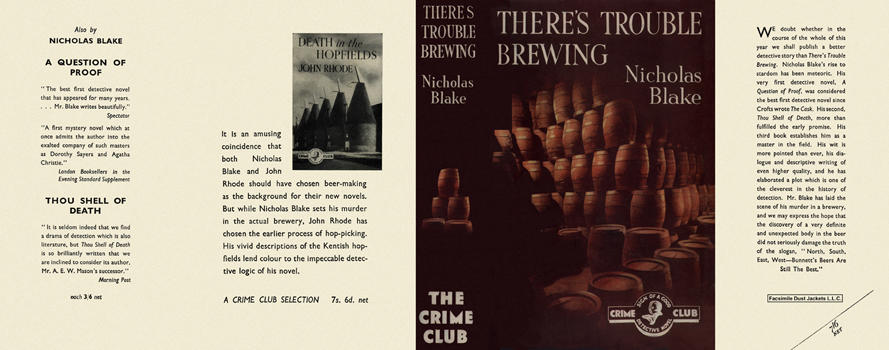 Also by
NICHOLAS BLAKE
A QUESTION OF
PROOF
"The best first detective novel
that has appeared for many years.
. . . Mr. Blake writes beautifully."
Spectator
"A first mystery novel which at
once admits the author into the
exalted company of such masters
as Dorothy Sayers and Agatha
Christie."
London Booksellers in the
Evening Standard Supplement
THOU SHELL OF
DEATH
"It is seldom indeed that we find
a drama of detection which is also
literature, but Thou Shell of Death
is so brilliantly written that we
are inclined to consider its author,
Mr. A. E. W. Mason's successor."
Morning Post
each 3/6 net
DEATH in the
HOPFIELDS
JOHN RHODE
It is an amusing
coincidence that
both Nicholas
Blake and John
Rhode should have chosen beer-making
as the background for their new novels.
But while Nicholas Blake sets his murder
in the actual brewery, John Rhode has
chosen the earlier process of hop-picking.
His vivid descriptions of the Kentish hop-
fields lend colour to the impeccable detec-
tive logic of his novel.
A CRIME CLUB SELECTION 7s. 6d. net
THERE'S
TROUBLE
BREWING
Nicholas
Blake
THE
CRIME
CLUB
THERE'S TROUBLE
BREWING
Nicholas
Blake
SIGN OF A GOOD
CRIME CLUB
DETECTIVE NOVEL
WE doubt whether in the
course of the whole of this
year we shall publish a better
detective story than There's Trouble
Brewing. Nicholas Blake's rise to
stardom has been meteoric. His
very first detective novel, A
Question of Proof, was considered
the best first detective novel since
Crofts wrote The Cask. His second,
Thou Shell of Death, more than
fulfilled the early promise. His
third book establishes him as a
master in the field. His wit is
more pointed than ever, his dia-
logue and descriptive writing of
even higher quality, and he has
elaborated a plot which is one of
the cleverest in the history of
detection. Mr. Blake has laid the
scene of his murder in a brewery,
and we may express the hope that
the discovery of a very definite
and unexpected body in the beer
did not seriously damage the truth
of the slogan, "North, South,
East, West—Bunnett's Beers Are
Still The Best."
Facsimile Dust Jackets L.L.C.
7/6
net